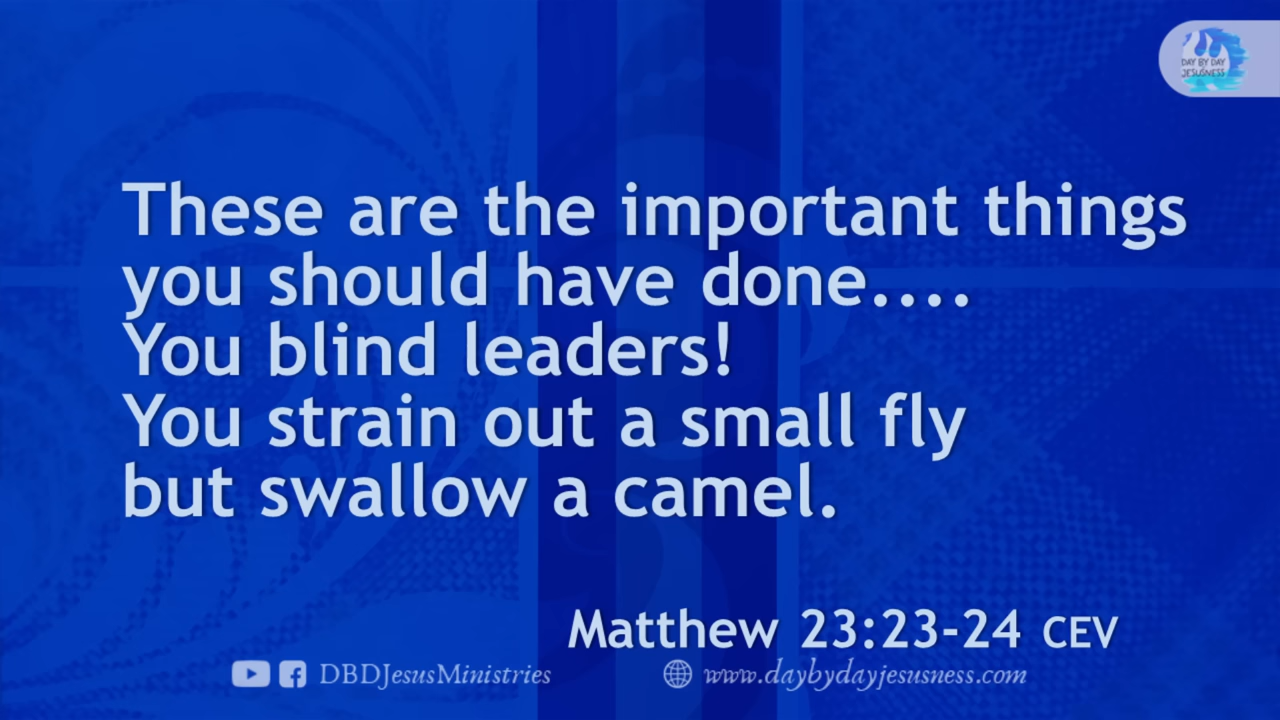 DAY BY DAY
JESUSNESS
These are the important things
you should have done....
You blind leaders!
You strain out a small fly
but swallow a camel.
Matthew 23:23-24 CEV
DBDJesusMinistries
www.daybydayjesusness.com